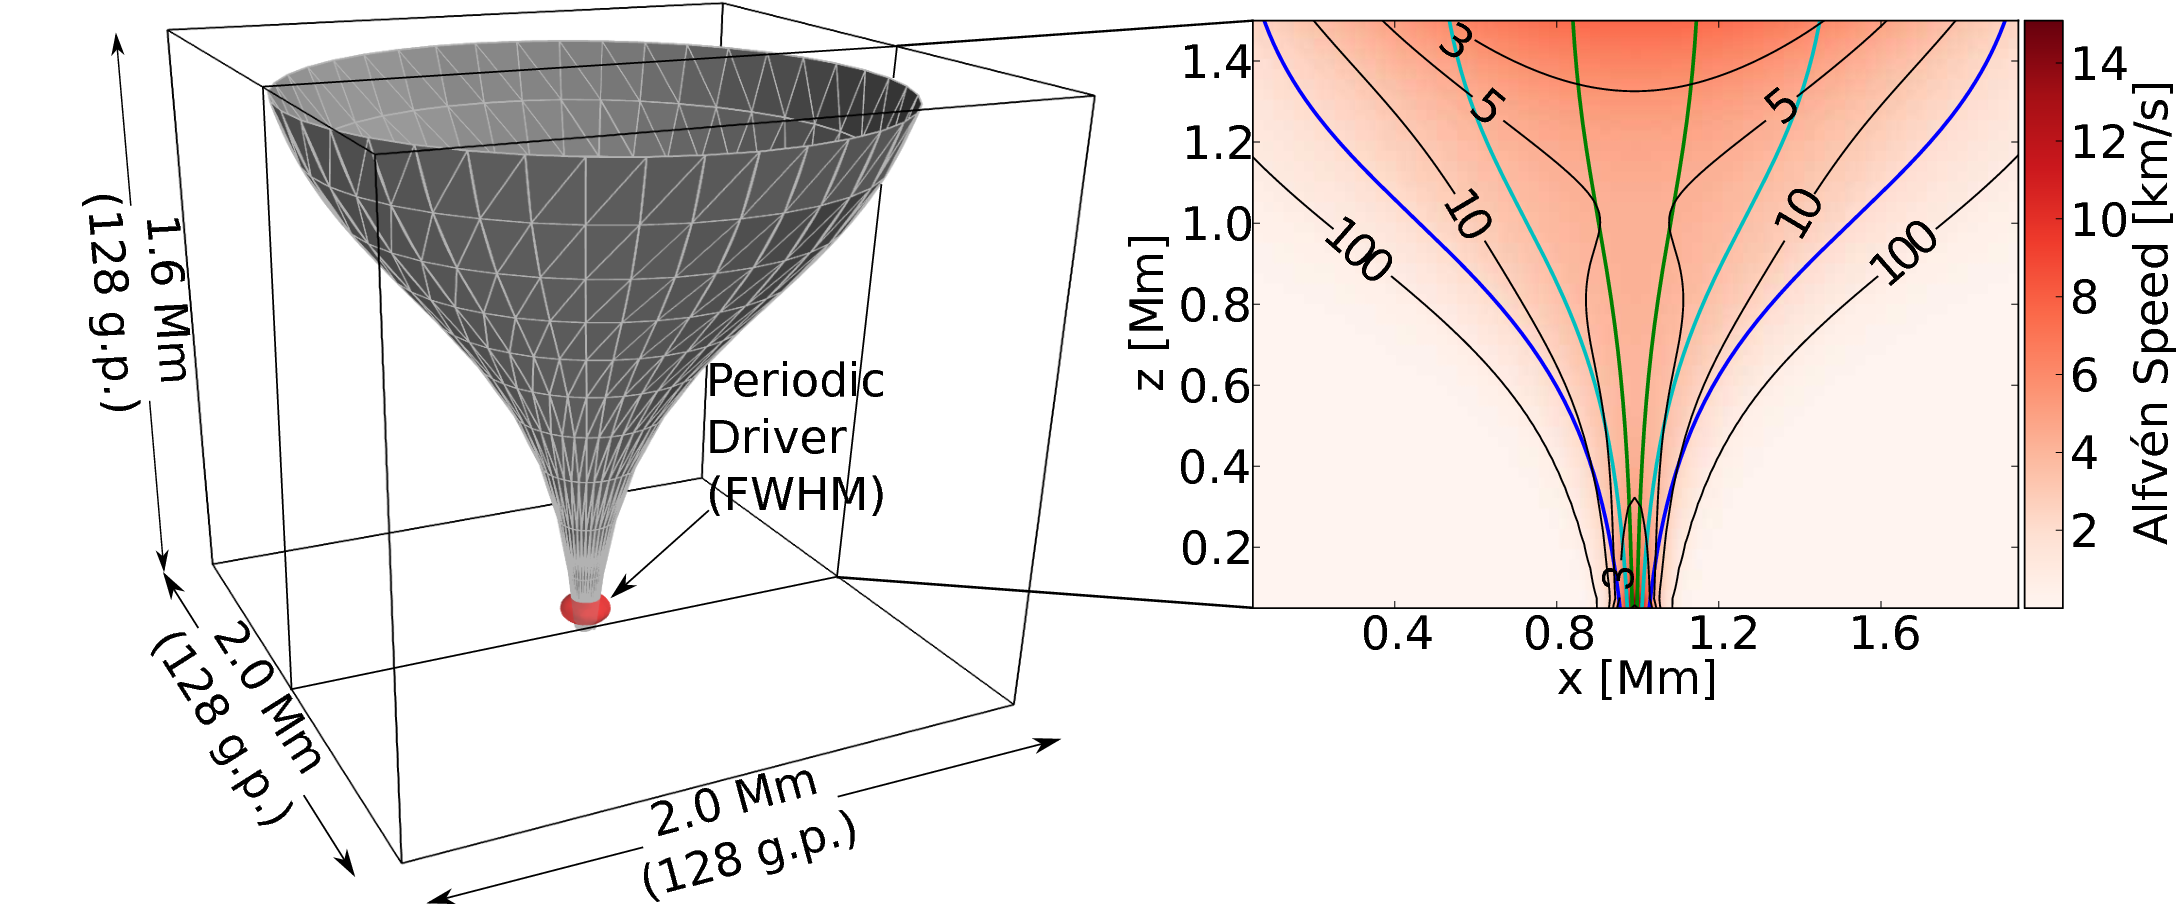 1.6 Mm
(128 g.p.)
2.0 Mm
(128 g.p.)
2.0 Mm
(128 g.p.)
Periodic
Driver
(FWHM)
z [Mm]
1.4
1.2
1.0
0.8
0.6
0.4
0.2
3
5
5
10
10
100
100
3
0.4
0.8
1.2
1.6
x [Mm]
14
12
10
8
6
4
2
Alfvén Speed [km/s]